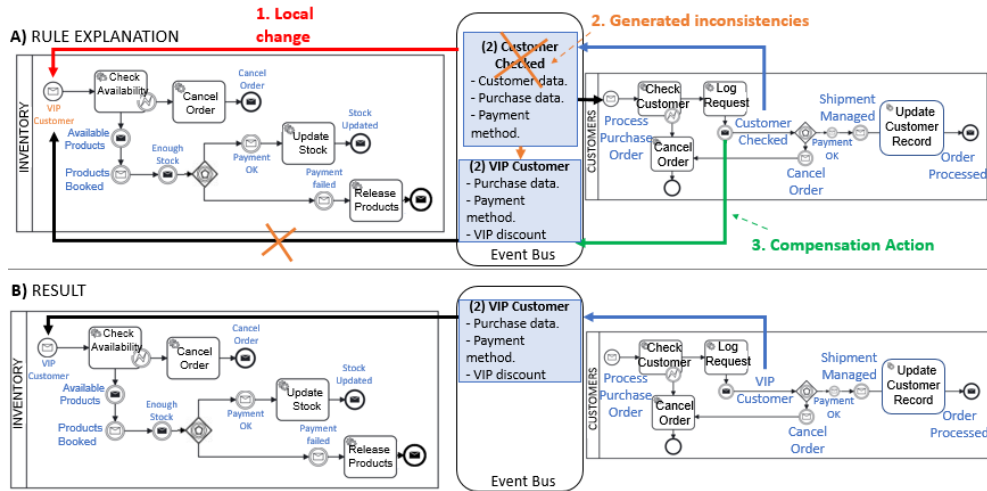 1. Local
change
2. Generated inconsistencies
A) RULE EXPLANATION
INVENTORY
VIP
Customer
Check
Availability
Cancel
Order
Cancel
Order
Available
Products
Products
Booked
Enough
Stock
Payment
OK
Update
Stock
Stock
Updated
Payment
failed
Release
Products
(2) Customer
Checked
- Customer data.
- Purchase data.
- Payment
method.
(2) VIP Customer
- Purchase data.
- Payment
method.
- VIP discount
Event Bus
CUSTOMERS
Process
Purchase
Order
Check
Customer
Log
Request
Cancel
Order
Customer
Checked
Payment
OK
Cancel
Order
Shipment
Managed
Update
Customer
Record
Order
Processed
3. Compensation Action
B) RESULT
INVENTORY
VIP
Customer
Check
Availability
Cancel
Order
Cancel
Order
Available
Products
Products
Booked
Enough
Stock
Payment
OK
Update
Stock
Stock
Updated
Payment
failed
Release
Products
(2) VIP Customer
- Purchase data.
- Payment
method.
- VIP discount
Event Bus
CUSTOMERS
Process
Purchase
Order
Check
Customer
Log
Request
Cancel
Order
VIP
Customer
Payment
OK
Cancel
Order
Shipment
Managed
Update
Customer
Record
Order
Processed